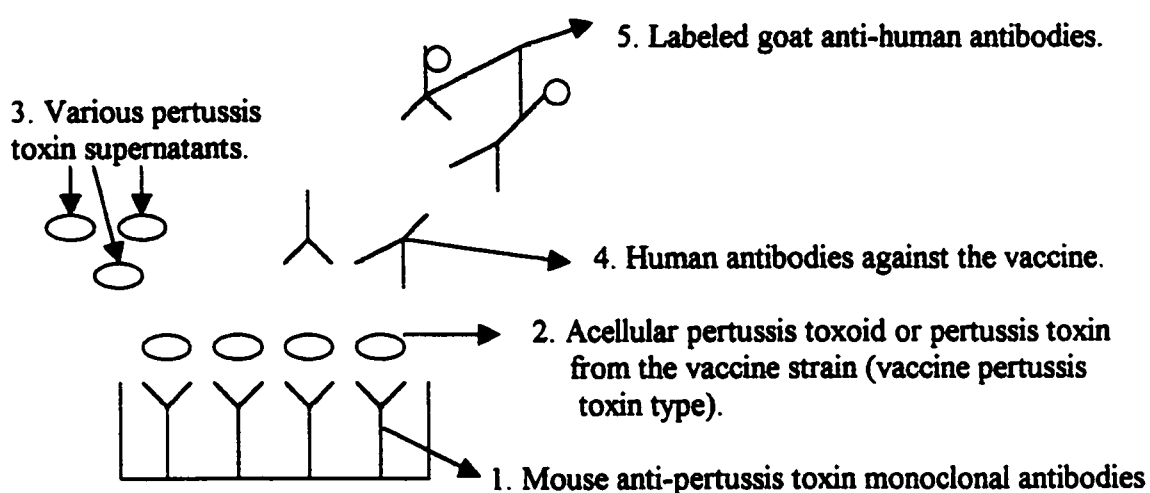 5. Labeled goat anti-human antibodies.
3. Various pertussis
toxin supernatants.
4. Human antibodies against the vaccine.
2. Acellular pertussis toxoid or pertussis toxin
from the vaccine strain (vaccine pertussis
toxin type).
1. Mouse anti-pertussis toxin monoclonal antibodies